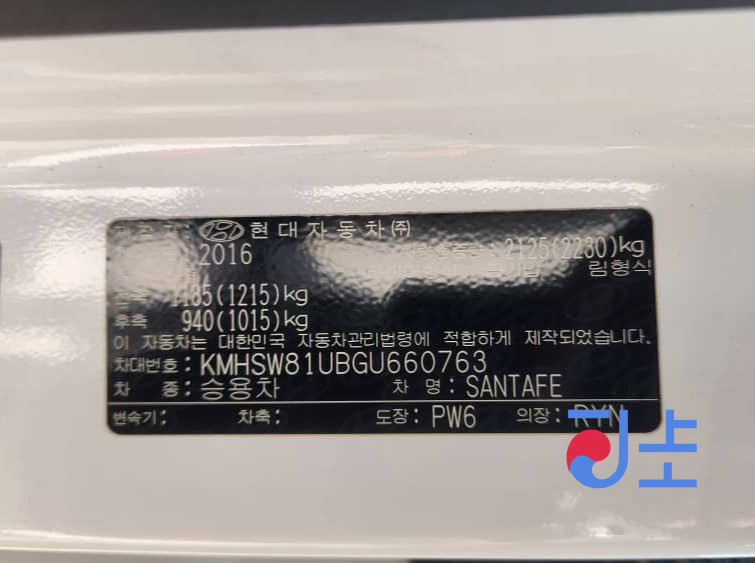 현대자동차(주)
2016 2125(2230)kg
림형식
1185(1215)kg
후축 940(1015)kg
이 자동차는 대한민국 자동차관리법령에 적합하게 제작되었습니다.
차대번호: KMHSW81UBGU660763
차 종: 승용차 차 명: SANTAFE
변속기: 차축: 도장: PW6 의장: RYN